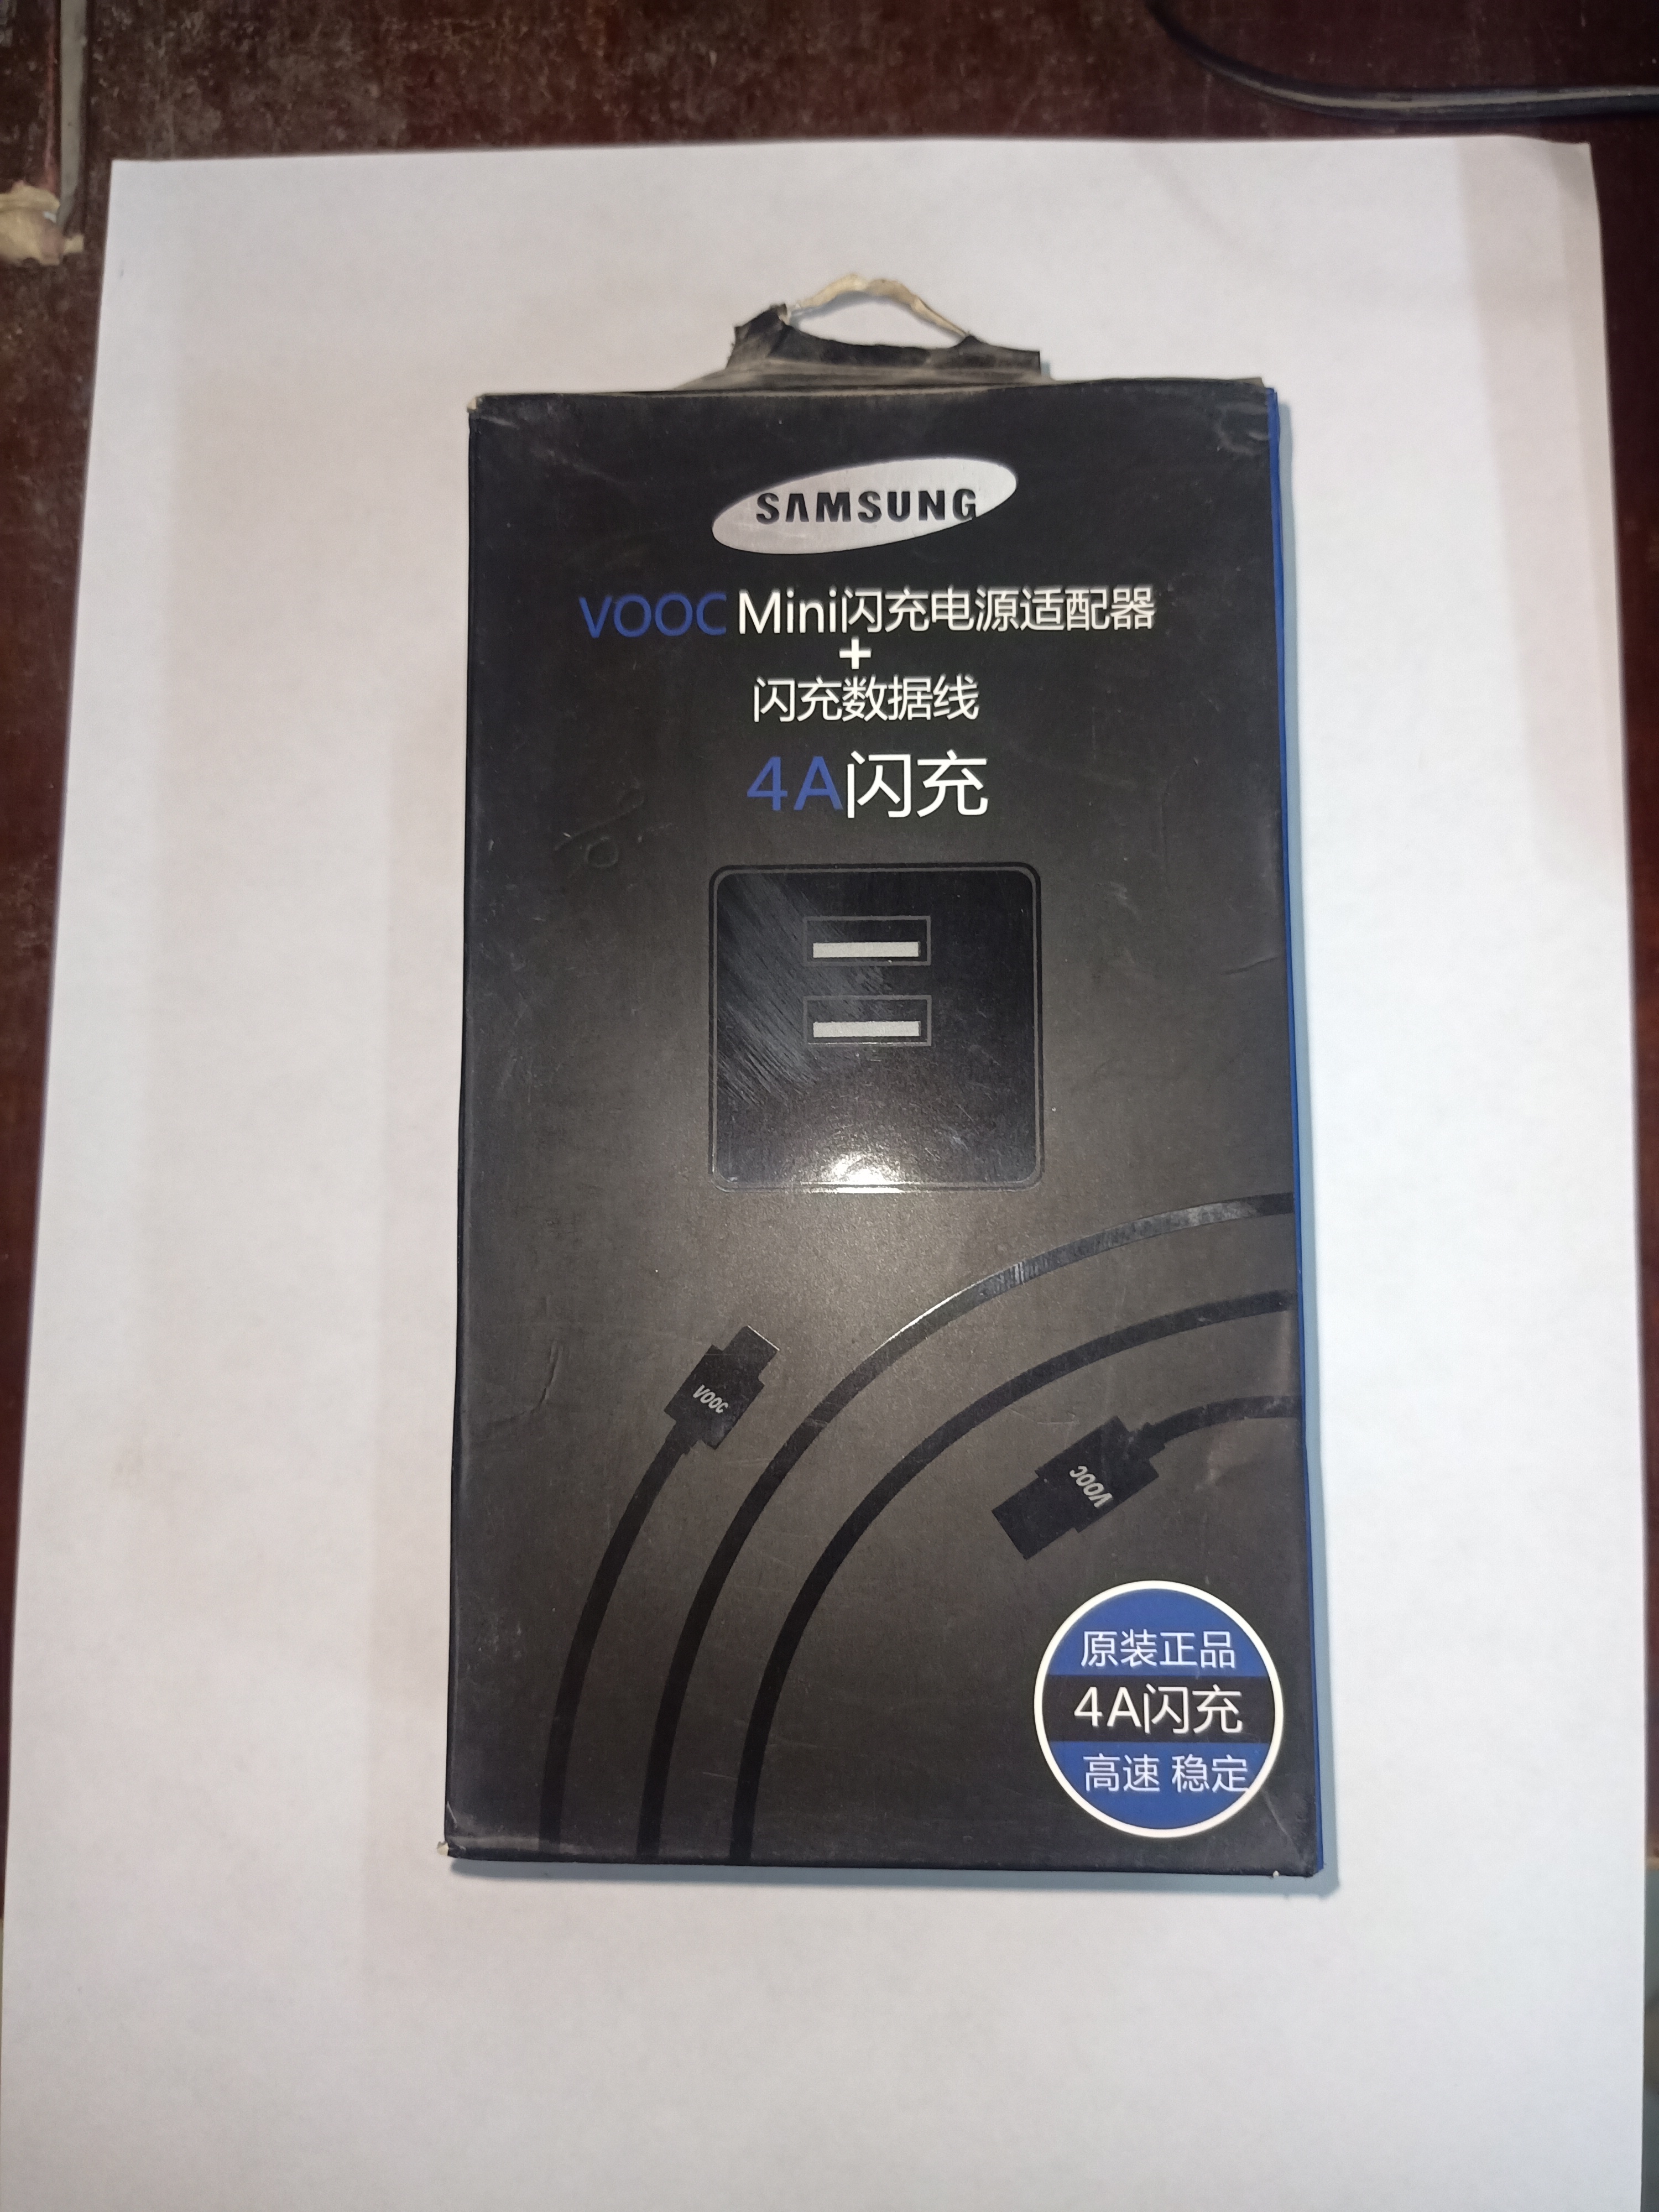 SAMSUNG
VOOC Mini闪充电源适配器
+
闪充数据线
4A闪充
VOOC
VOOC
原装正品
4A闪充
高速 稳定